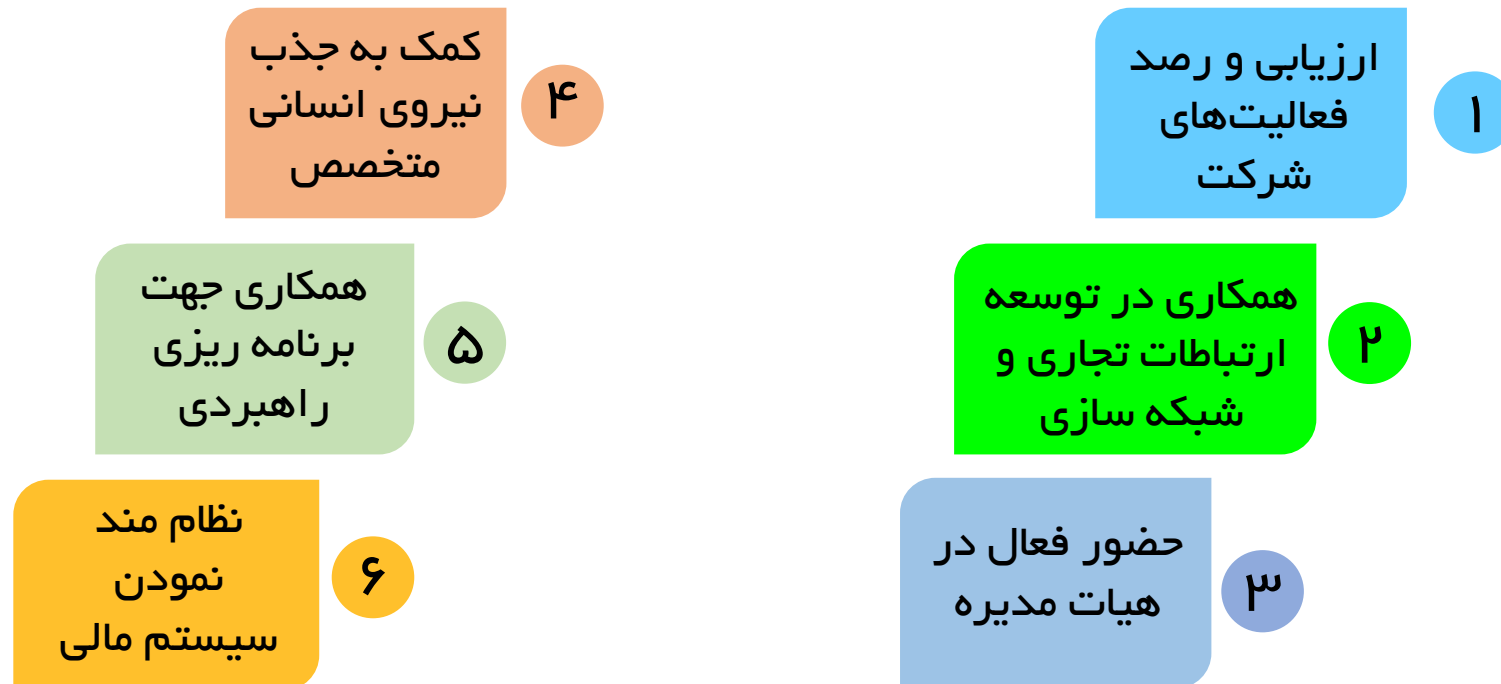 ۱
ارزیابی و رصد
فعالیت‌های
شرکت
۲
همکاری در توسعه
ارتباطات تجاری و
شبکه سازی
۳
حضور فعال در
هیات مدیره
۴
کمک به جذب
نیروی انسانی
متخصص
۵
همکاری جهت
برنامه ریزی
راهبردی
۶
نظام مند
نمودن
سیستم مالی